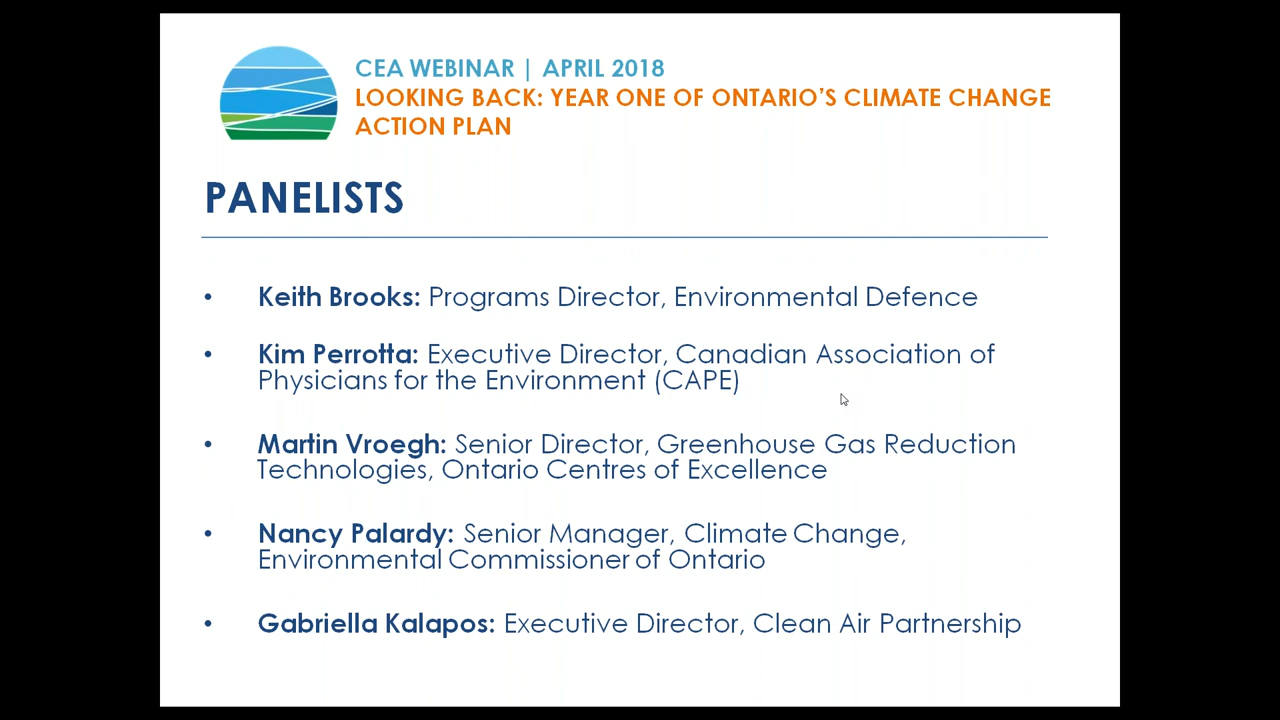 CEA WEBINAR | APRIL 2018
LOOKING BACK: YEAR ONE OF ONTARIO'S CLIMATE CHANGE
ACTION PLAN
PANELISTS
• Keith Brooks: Programs Director, Environmental Defence
• Kim Perrotta: Executive Director, Canadian Association of
Physicians for the Environment (CAPE)
• Martin Vroegh: Senior Director, Greenhouse Gas Reduction
Technologies, Ontario Centres of Excellence
• Nancy Palardy: Senior Manager, Climate Change,
Environmental Commissioner of Ontario
• Gabriella Kalapos: Executive Director, Clean Air Partnership